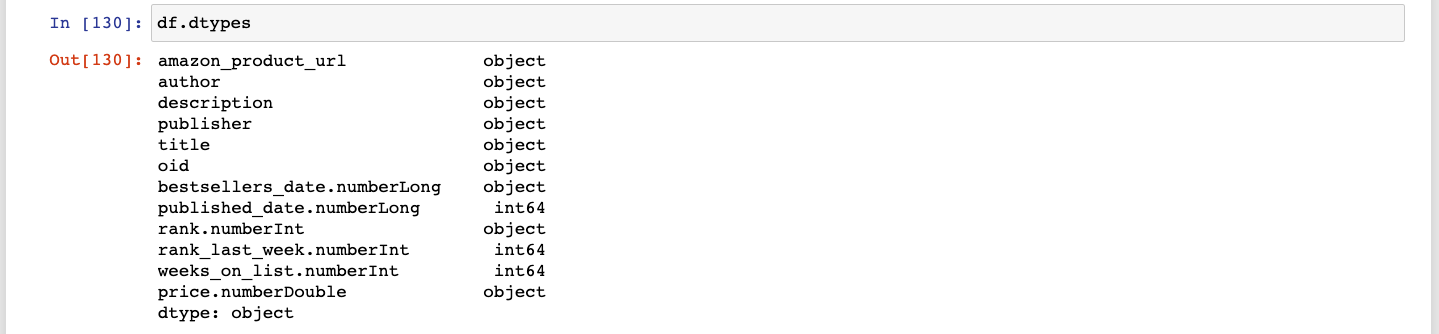 In [130]: df.dtypes
Out[130]: amazon_product_url object
author object
description object
publisher object
title object
oid object
bestsellers_date.numberLong object
published_date.numberLong int64
rank.numberInt object
rank_last_week.numberInt int64
weeks_on_list.numberInt int64
price.numberDouble object
dtype: object